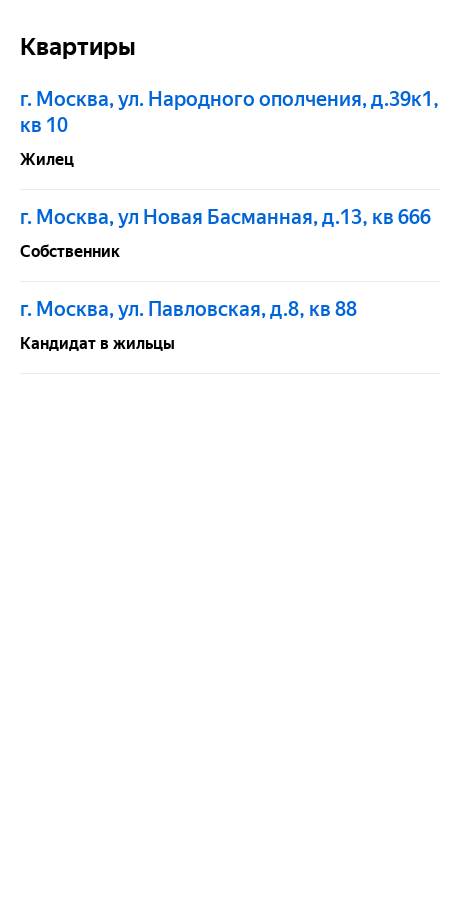 Квартиры
г. Москва, ул. Народного ополчения, д.39к1,
кв 10
Жилец
г. Москва, ул Новая Басманная, д.13, кв 666
Собственник
г. Москва, ул. Павловская, д.8, кв 88
Кандидат в жильцы